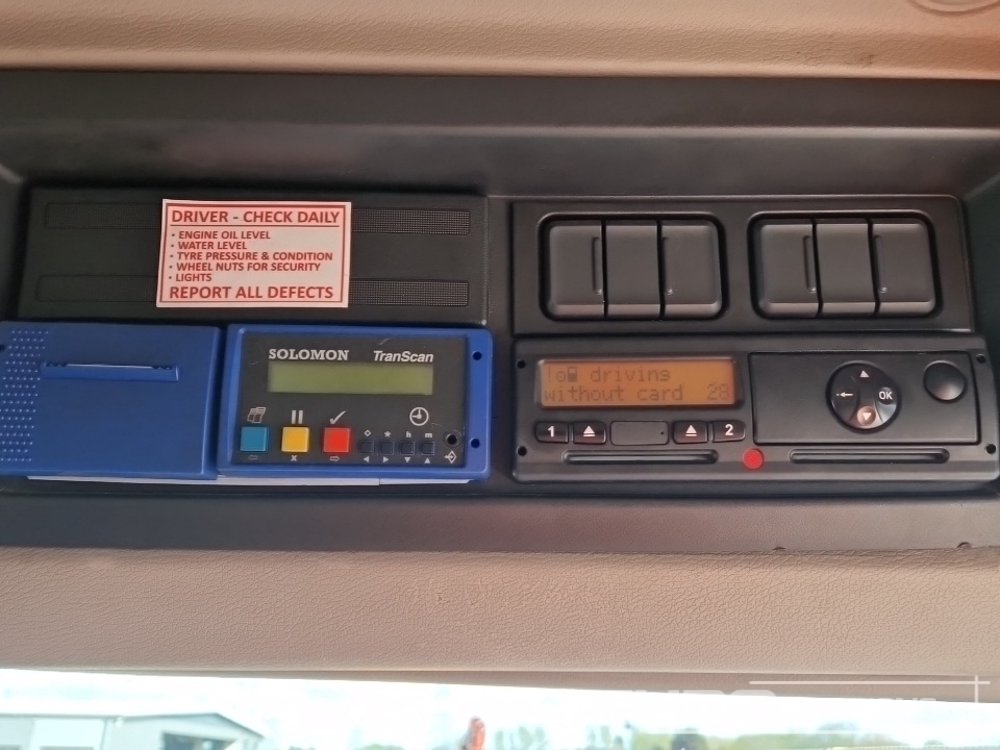 DRIVER - CHECK DAILY
• ENGINE OIL LEVEL
• WATER LEVEL
• TYRE PRESSURE & CONDITION
• WHEEL NUTS FOR SECURITY
• LIGHTS
REPORT ALL DEFECTS
SOLOMON TranScan
h m
! driving
without card 28
1 2
OK